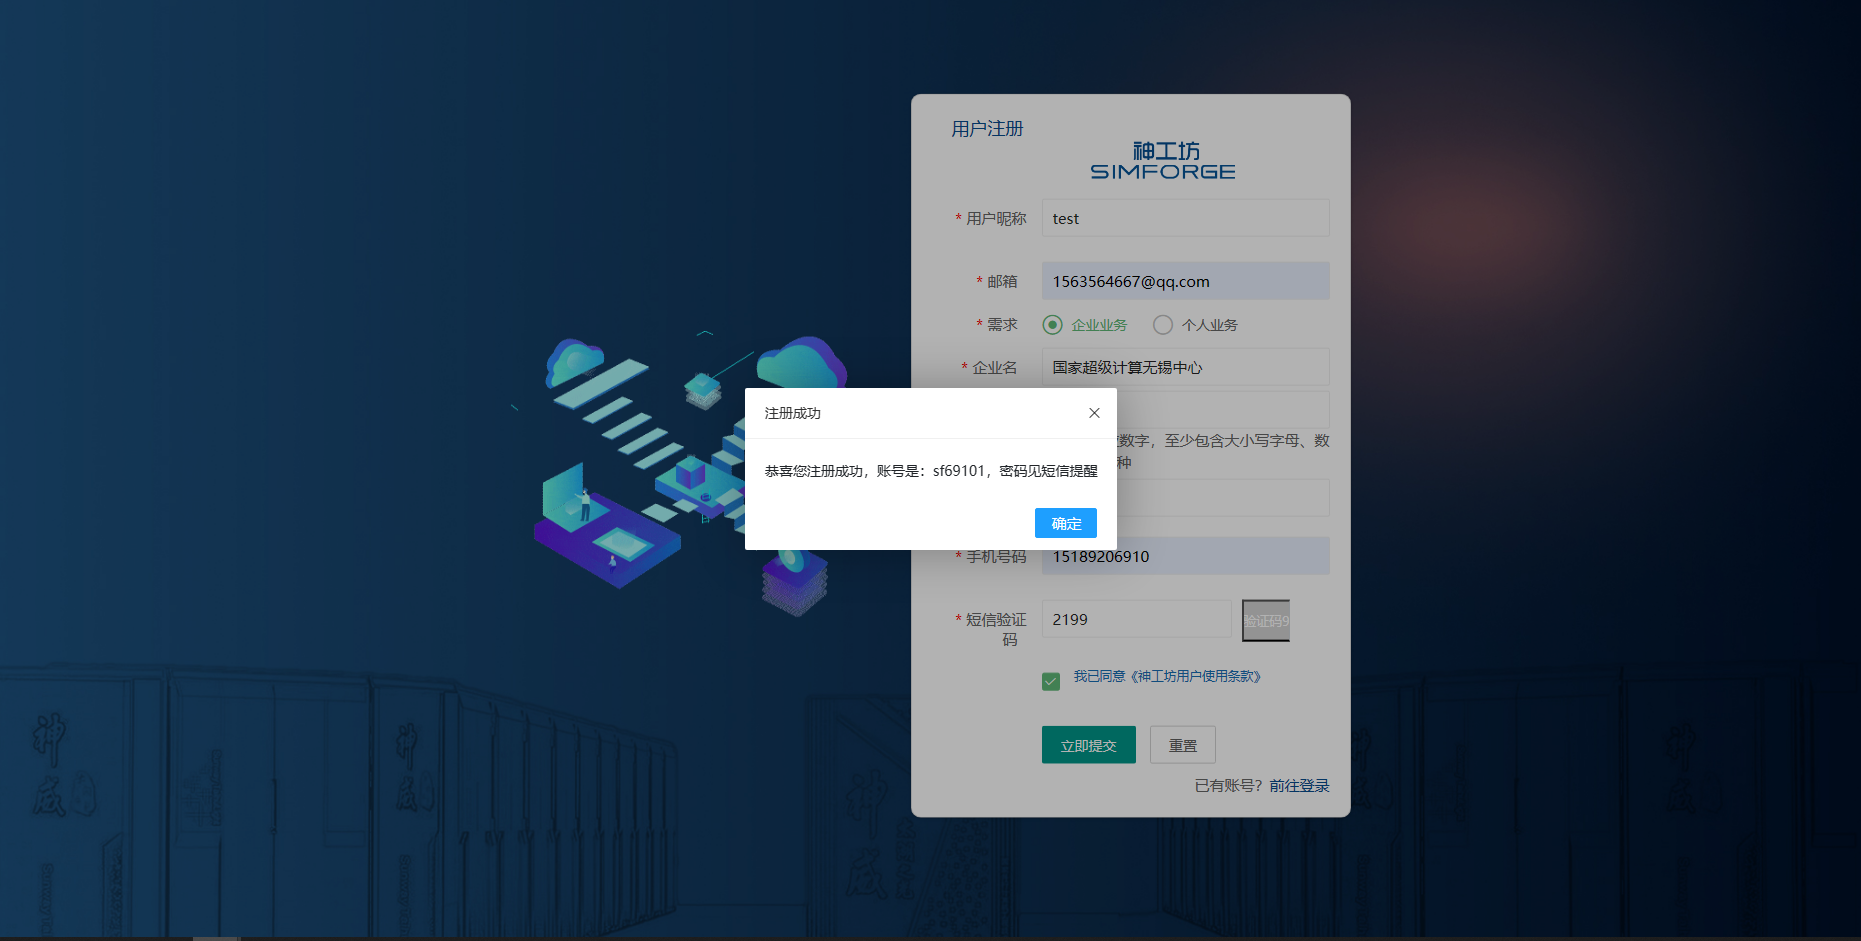 用户注册
神工坊
SIMFORGE
* 用户昵称 test
* 邮箱 1563564667@qq.com
* 需求 企业业务 个人业务
* 企业名 国家超级计算无锡中心
注册成功
恭喜您注册成功，账号是：sf69101，密码见短信提醒
确定
数字，至少包含大小写字母、数
种
* 手机号码 15189206910
* 短信验证码 2199 验证码9
我已同意《神工坊用户使用条款》
立即提交 重置
已有账号？前往登录
神威
神威
神威